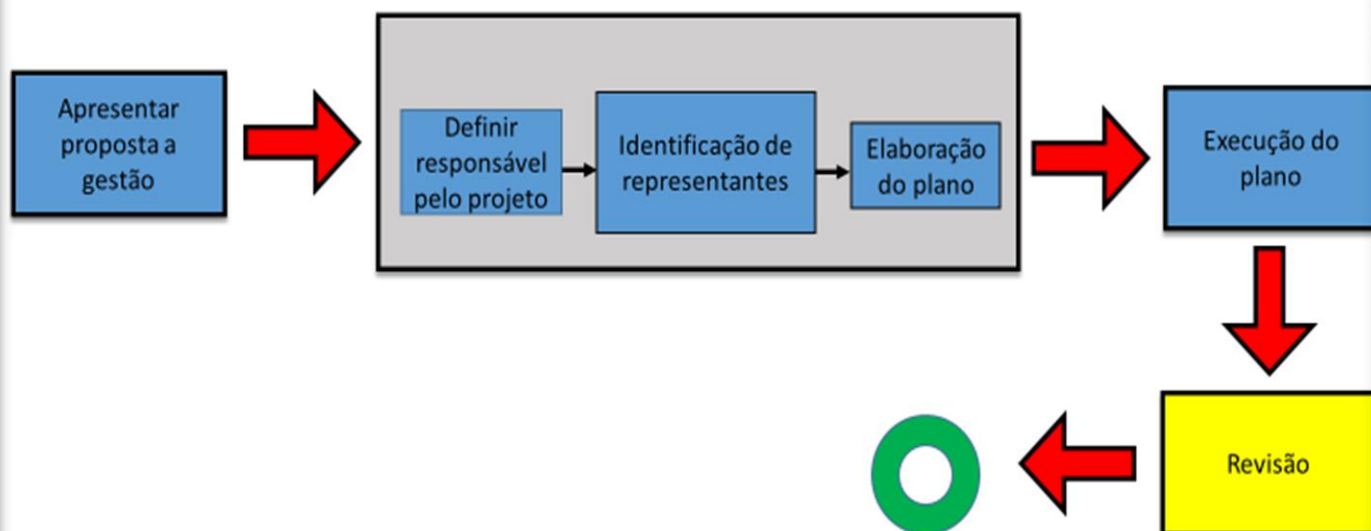 Apresentar
proposta a
gestão
Definir
responsável
pelo projeto
Identificação de
representantes
Elaboração
do plano
Execução do
plano
Revisão